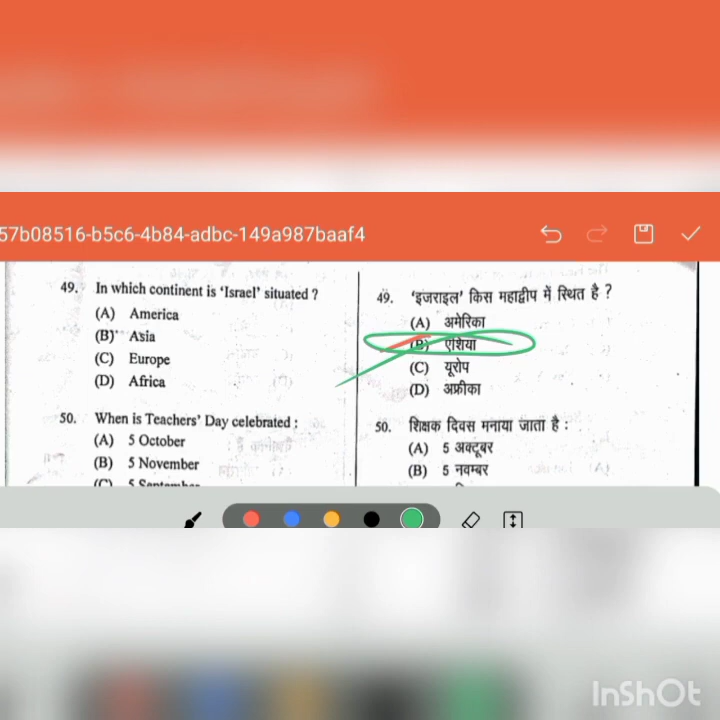 57b08516-b5c6-4b84-adbc-149a987baaf4
49. In which continent is ‘Israel’ situated ?
(A) America
(B) Asia
(C) Europe
(D) Africa
50. When is Teachers’ Day celebrated :
(A) 5 October
(B) 5 November
(C) 5 September
49. ‘इजराइल’ किस महाद्वीप में स्थित है ?
(A) अमेरिका
(B) एशिया
(C) यूरोप
(D) अफ्रीका
50. शिक्षक दिवस मनाया जाता है :
(A) 5 अक्टूबर
(B) 5 नवम्बर
InShOt